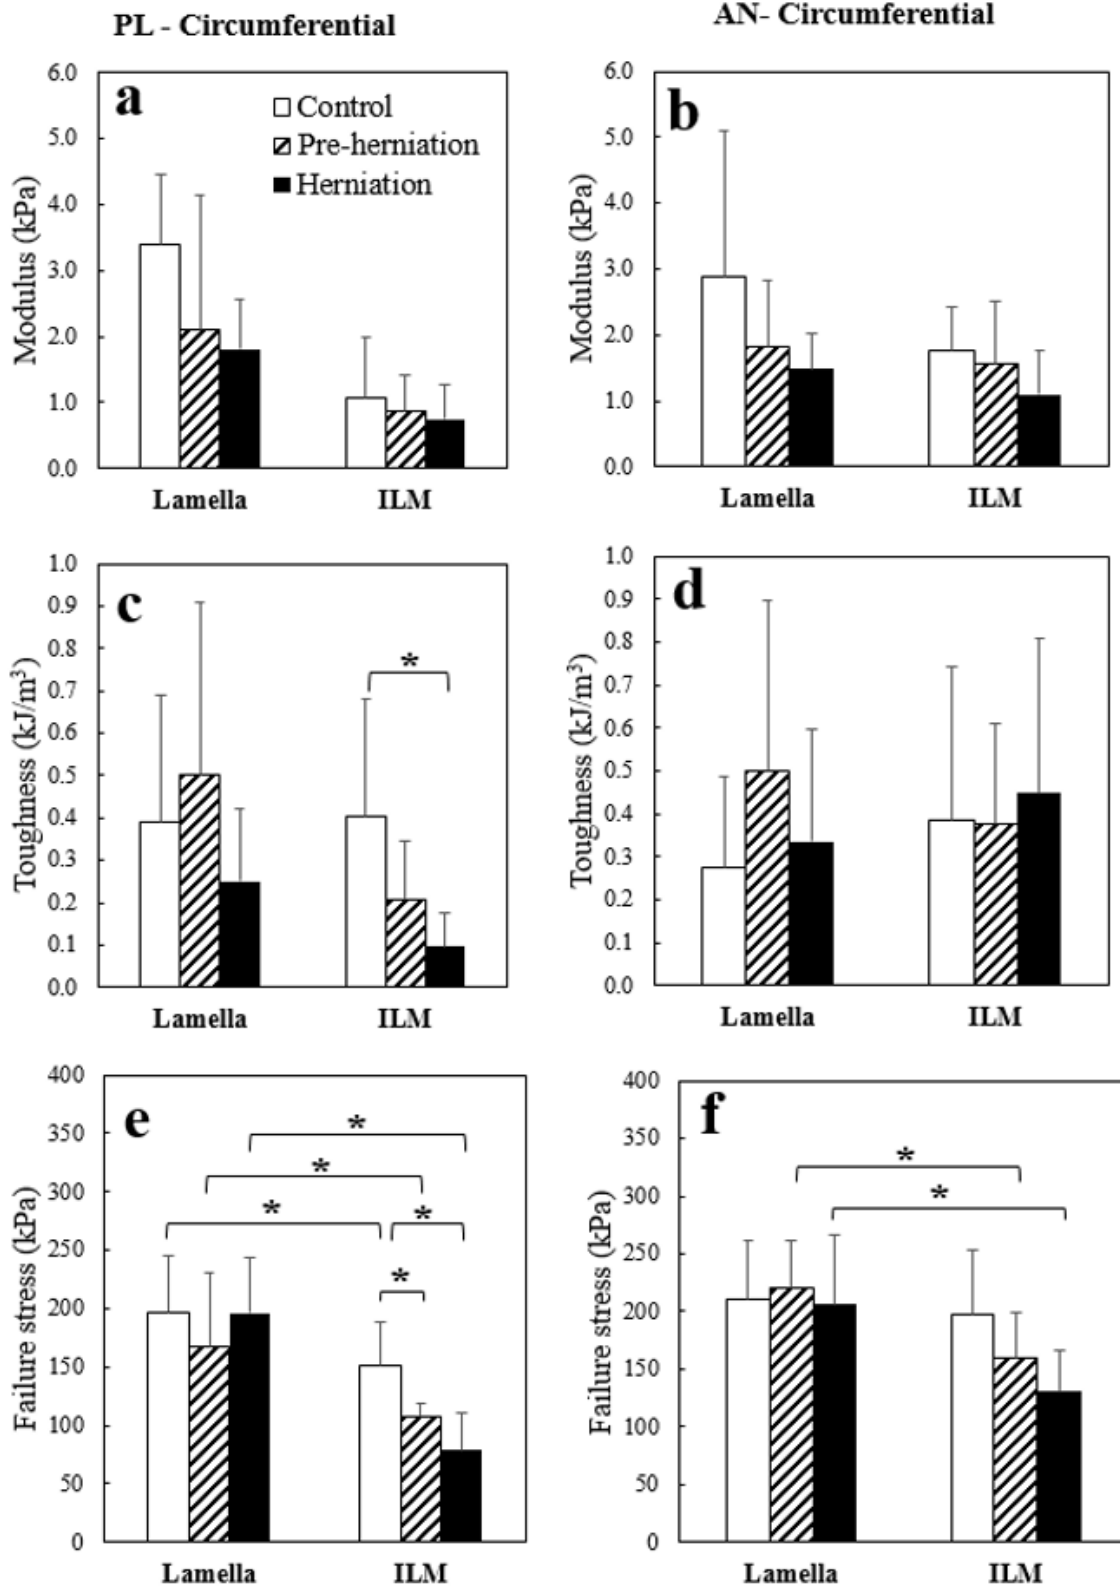 PL - Circumferential
AN- Circumferential
a
Control
Pre-herniation
Herniation
Modulus (kPa)
6.0
5.0
4.0
3.0
2.0
1.0
0.0
Lamella ILM
b
Modulus (kPa)
6.0
5.0
4.0
3.0
2.0
1.0
0.0
Lamella ILM
c
*
Toughness (kJ/m³)
1.0
0.9
0.8
0.7
0.6
0.5
0.4
0.3
0.2
0.1
0.0
Lamella ILM
d
Toughness (kJ/m³)
1.0
0.9
0.8
0.7
0.6
0.5
0.4
0.3
0.2
0.1
0.0
Lamella ILM
e
*
*
*
*
*
Failure stress (kPa)
400
350
300
250
200
150
100
50
0
Lamella ILM
f
*
*
Failure stress (kPa)
400
350
300
250
200
150
100
50
0
Lamella ILM